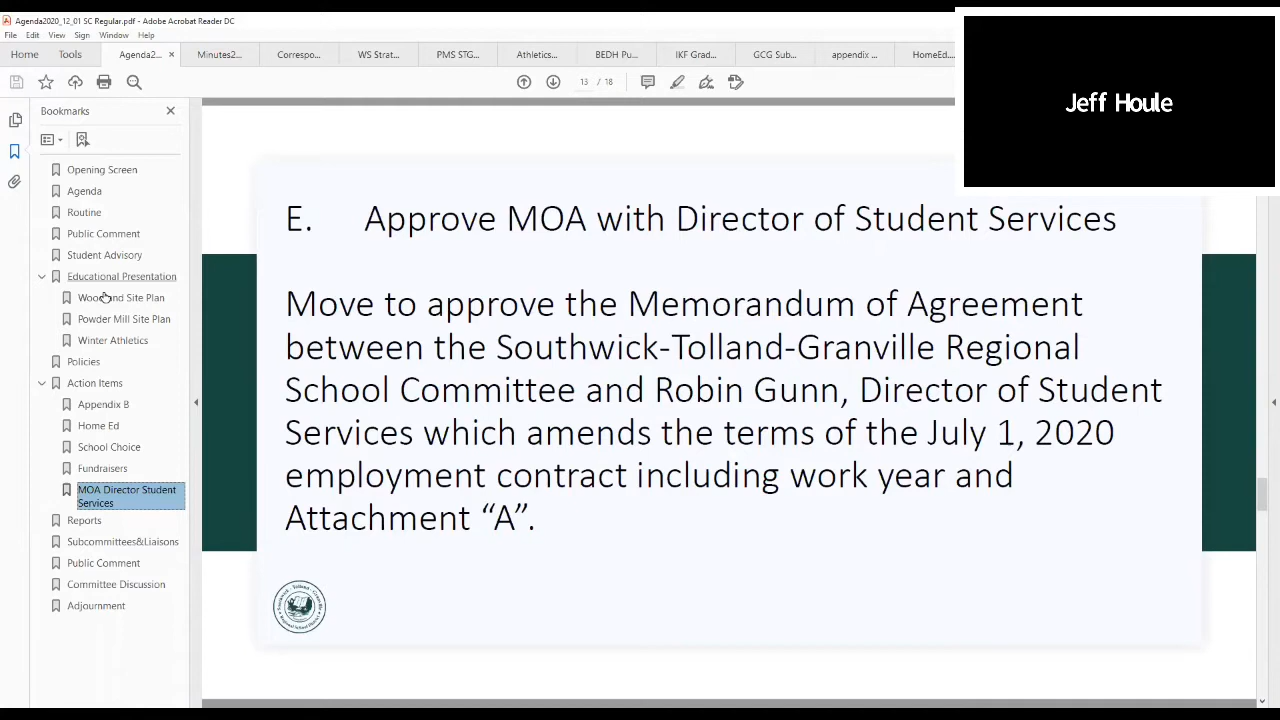 Agenda2020_12_01 SC Regular.pdf - Adobe Acrobat Reader DC
File Edit View Sign Window Help
Home Tools Agenda2... Minutes2... Correspo... WS Strat... PMS STG... Athletics... BEDH Pu... IKF Grad... GCG Sub... appendix ... HomeEd...
13 / 18
Jeff Houle
Bookmarks
Opening Screen
Agenda
Routine
Public Comment
Student Advisory
Educational Presentation
Woodland Site Plan
Powder Mill Site Plan
Winter Athletics
Policies
Action Items
Appendix B
Home Ed
School Choice
Fundraisers
MOA Director Student
Services
Reports
Subcommittees&Liaisons
Public Comment
Committee Discussion
Adjournment
E. Approve MOA with Director of Student Services
Move to approve the Memorandum of Agreement
between the Southwick-Tolland-Granville Regional
School Committee and Robin Gunn, Director of Student
Services which amends the terms of the July 1, 2020
employment contract including work year and
Attachment “A”.